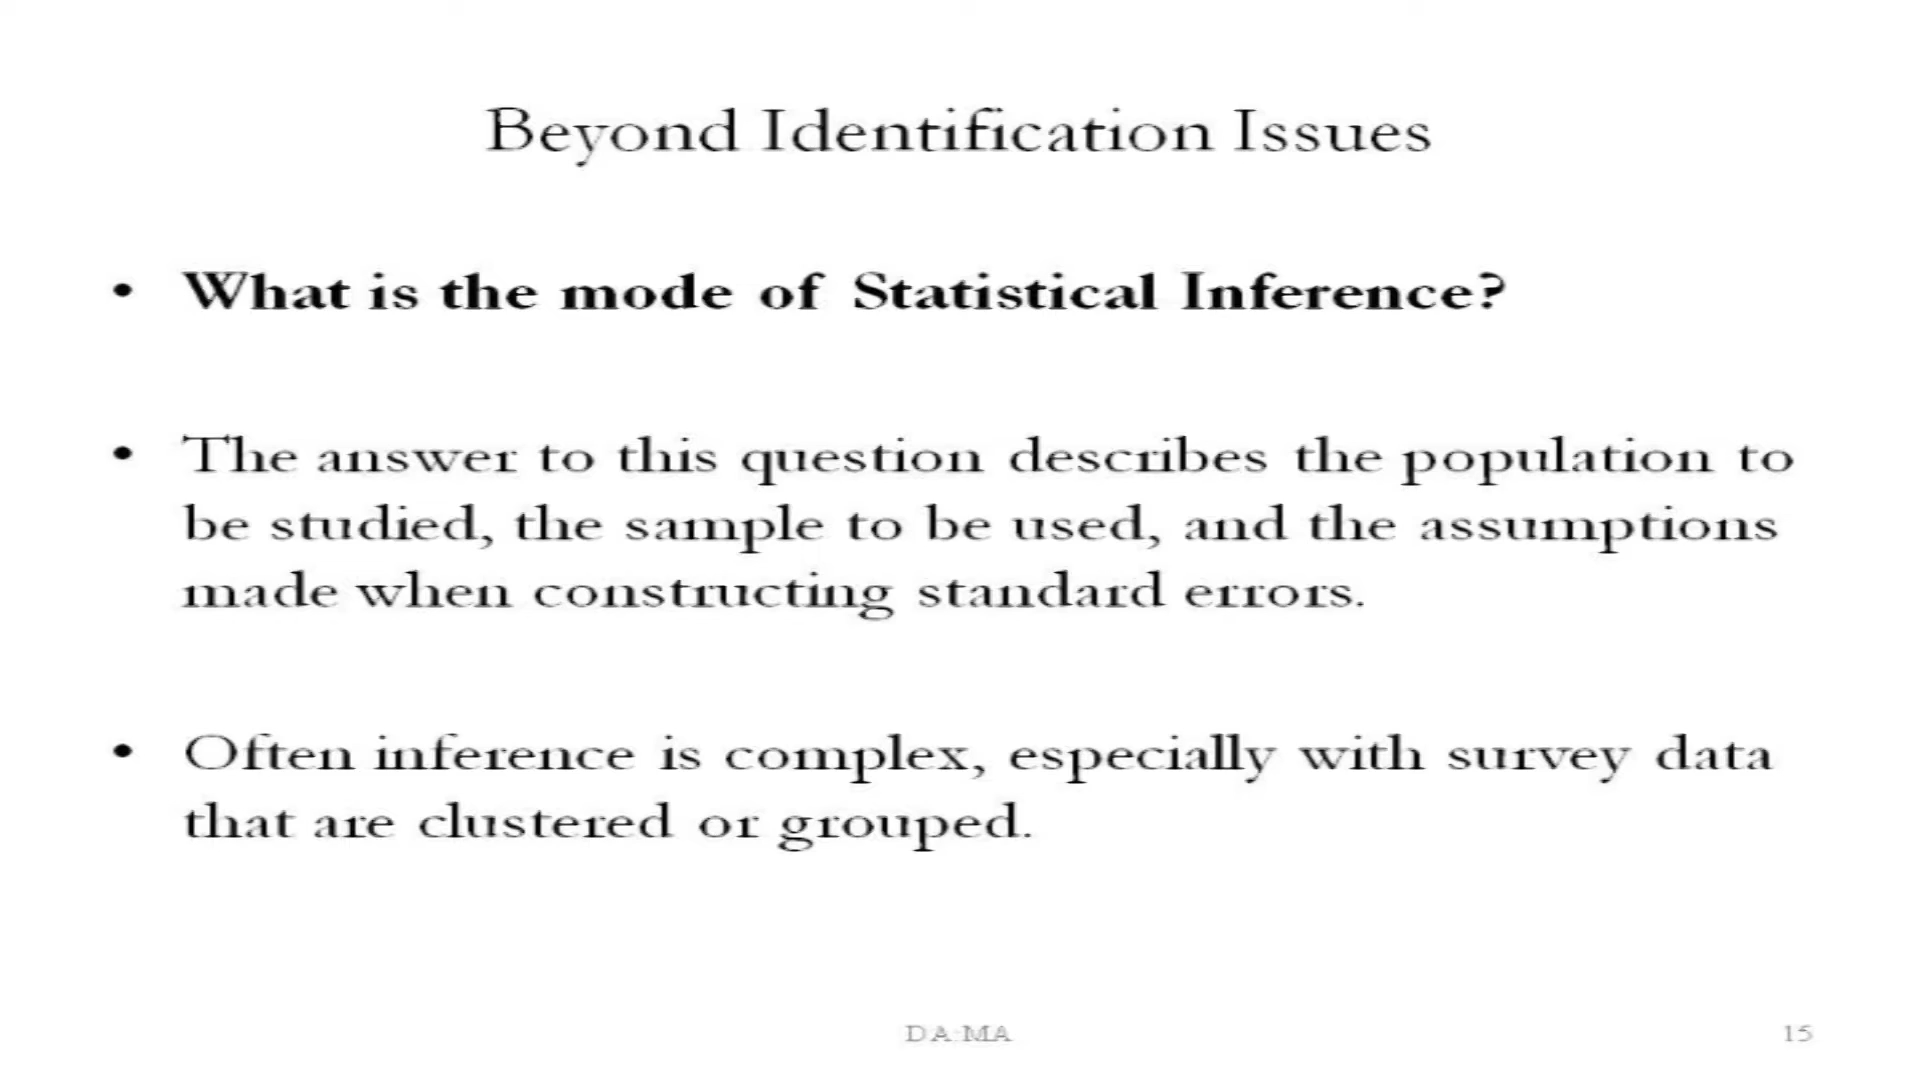 Beyond Identification Issues
• What is the mode of Statistical Inference?
• The answer to this question describes the population to
be studied, the sample to be used, and the assumptions
made when constructing standard errors.
• Often inference is complex, especially with survey data
that are clustered or grouped.
DA:MA
15